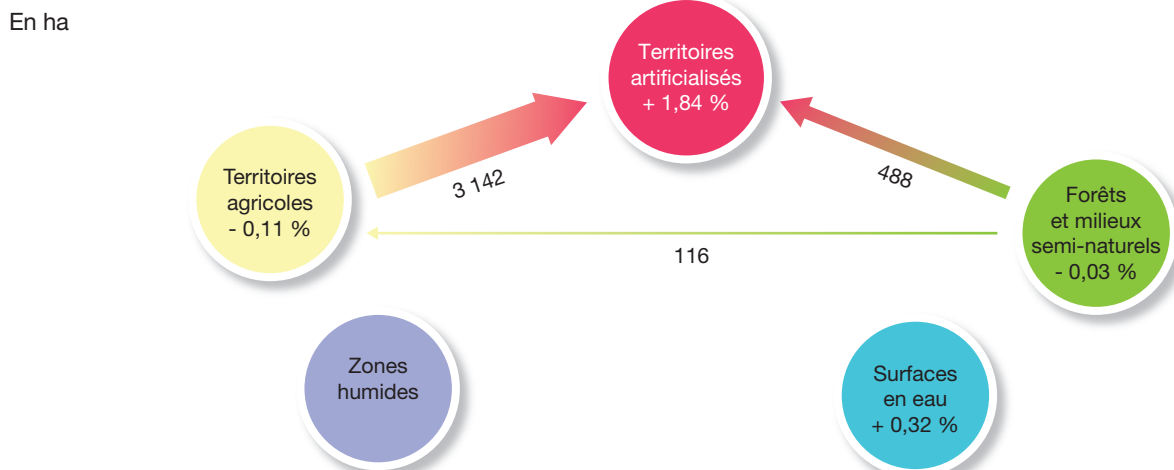 En ha
Territoires
artificialisés
+ 1,84 %
3 142
488
Territoires
agricoles
- 0,11 %
Forêts
et milieux
semi-naturels
- 0,03 %
116
Zones
humides
Surfaces
en eau
+ 0,32 %